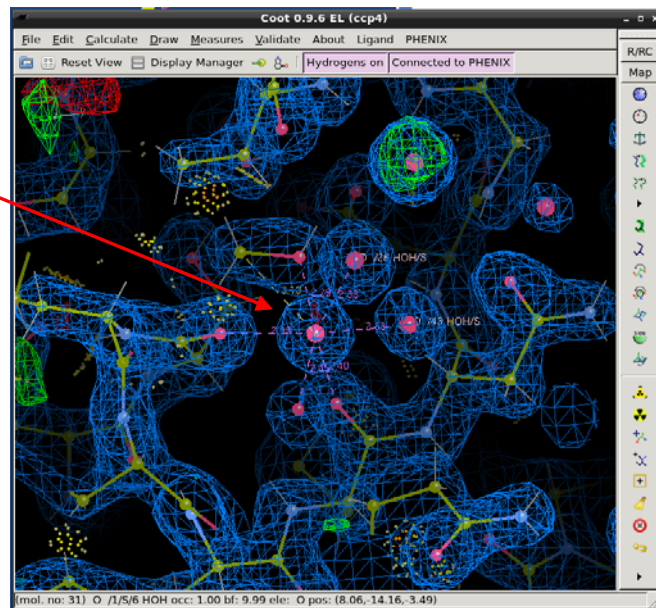 Coot 0.9.6 EL (ccp4)
File Edit Calculate Draw Measures Validate About Ligand PHENIX
Reset View Display Manager Hydrogens on Connected to PHENIX
R/RC
Map
HOH/S
HOH/S
(mol. no: 31) O /1/S/6 HOH occ: 1.00 bf: 9.99 ele: O pos: (8.06,-14.16,-3.49)